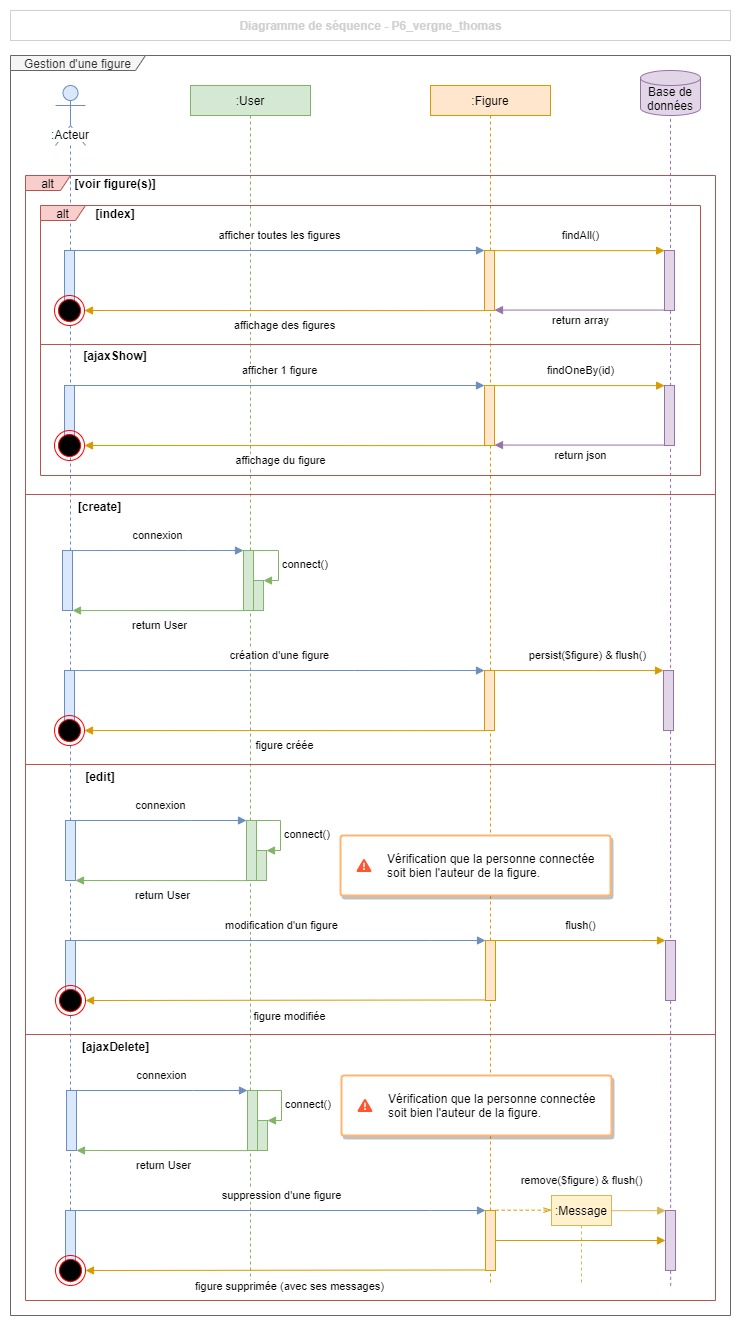 Diagramme de séquence - P6_vergne_thomas
Gestion d'une figure
:Acteur
:User
:Figure
Base de
données
alt
[voir figure(s)]
alt
[index]
afficher toutes les figures
findAll()
return array
affichage des figures
[ajaxShow]
afficher 1 figure
findOneBy(id)
return json
affichage du figure
[create]
connexion
connect()
return User
création d'une figure
persist($figure) & flush()
figure créée
[edit]
connexion
connect()
Vérification que la personne connectée
soit bien l'auteur de la figure.
return User
modification d'un figure
flush()
figure modifiée
[ajaxDelete]
connexion
connect()
Vérification que la personne connectée
soit bien l'auteur de la figure.
return User
remove($figure) & flush()
suppression d'une figure
:Message
figure supprimée (avec ses messages)